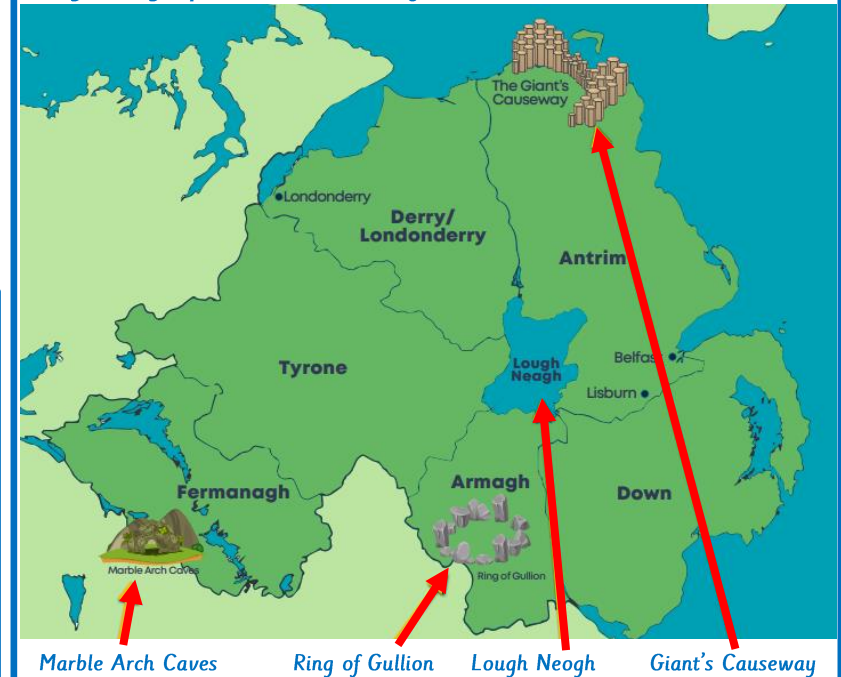 The Giant's
Causeway
Londonderry
Derry/
Londonderry
Antrim
Tyrone
Lough
Neagh
Belfast
Lisburn
Fermanagh
Armagh
Down
Marble Arch Caves
Ring of Gullion
Marble Arch Caves
Ring of Gullion
Lough Neogh
Giant's Causeway